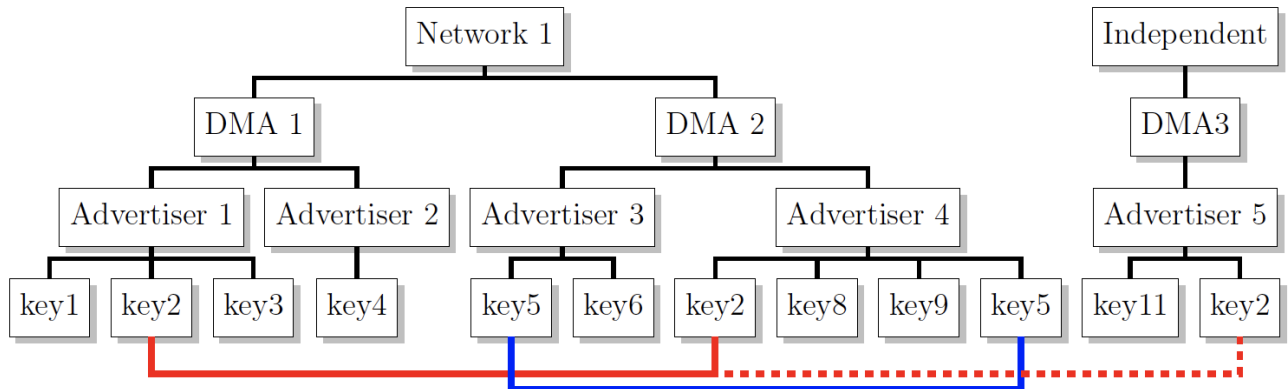 Network 1
Independent
DMA 1
DMA 2
DMA3
Advertiser 1
Advertiser 2
Advertiser 3
Advertiser 4
Advertiser 5
key1
key2
key3
key4
key5
key6
key2
key8
key9
key5
key11
key2